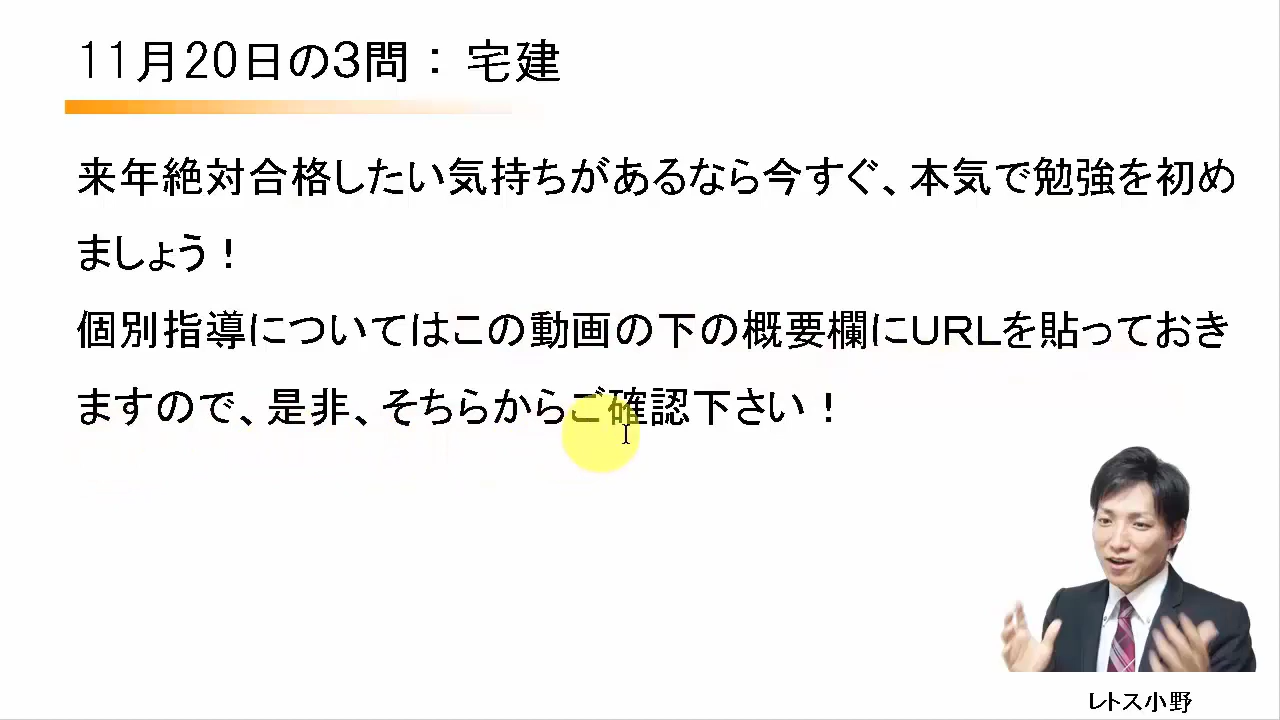 11月20日の3問：宅建
来年絶対合格したい気持ちがあるなら今すぐ、本気で勉強を初め
ましょう！
個別指導についてはこの動画の下の概要欄にＵＲＬを貼っておき
ますので、是非、そちらからご確認下さい！
レトス小野